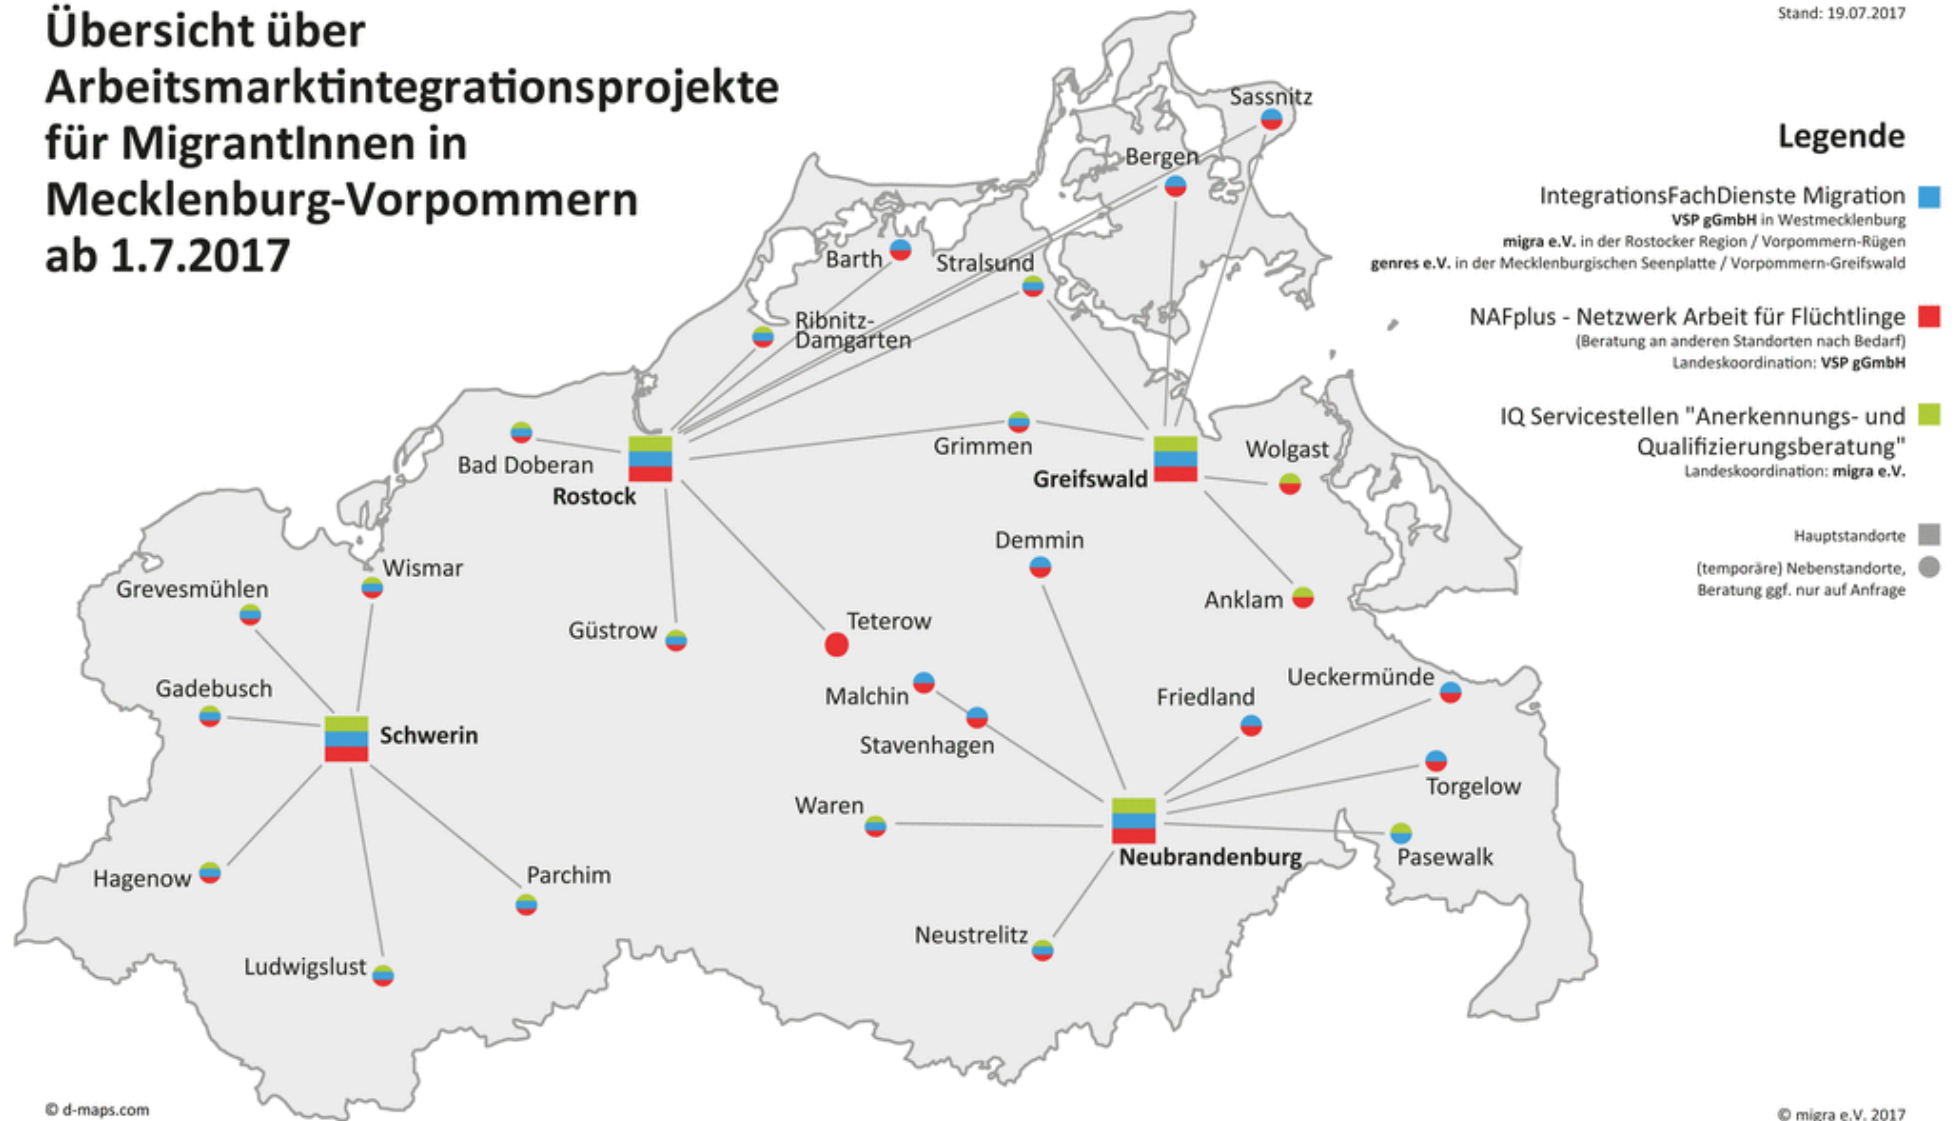 Übersicht über
Arbeitsmarktintegrationsprojekte
für MigrantInnen in
Mecklenburg-Vorpommern
ab 1.7.2017
Stand: 19.07.2017
Legende
IntegrationsFachDienste Migration
VSP gGmbH in Westmecklenburg
migra e.V. in der Rostocker Region / Vorpommern-Rügen
genres e.V. in der Mecklenburgischen Seenplatte / Vorpommern-Greifswald
NAFplus - Netzwerk Arbeit für Flüchtlinge
(Beratung an anderen Standorten nach Bedarf)
Landeskoordination: VSP gGmbH
IQ Servicestellen "Anerkennungs- und
Qualifizierungsberatung"
Landeskoordination: migra e.V.
Hauptstandorte
(temporäre) Nebenstandorte,
Beratung ggf. nur auf Anfrage
Sassnitz
Bergen
Barth
Stralsund
Ribnitz-
Damgarten
Bad Doberan
Rostock
Grimmen
Greifswald
Wolgast
Demmin
Anklam
Wismar
Grevesmühlen
Güstrow
Teterow
Malchin
Stavenhagen
Friedland
Ueckermünde
Gadebusch
Schwerin
Torgelow
Waren
Neubrandenburg
Pasewalk
Hagenow
Parchim
Neustrelitz
Ludwigslust
© d-maps.com
© migra e.V. 2017